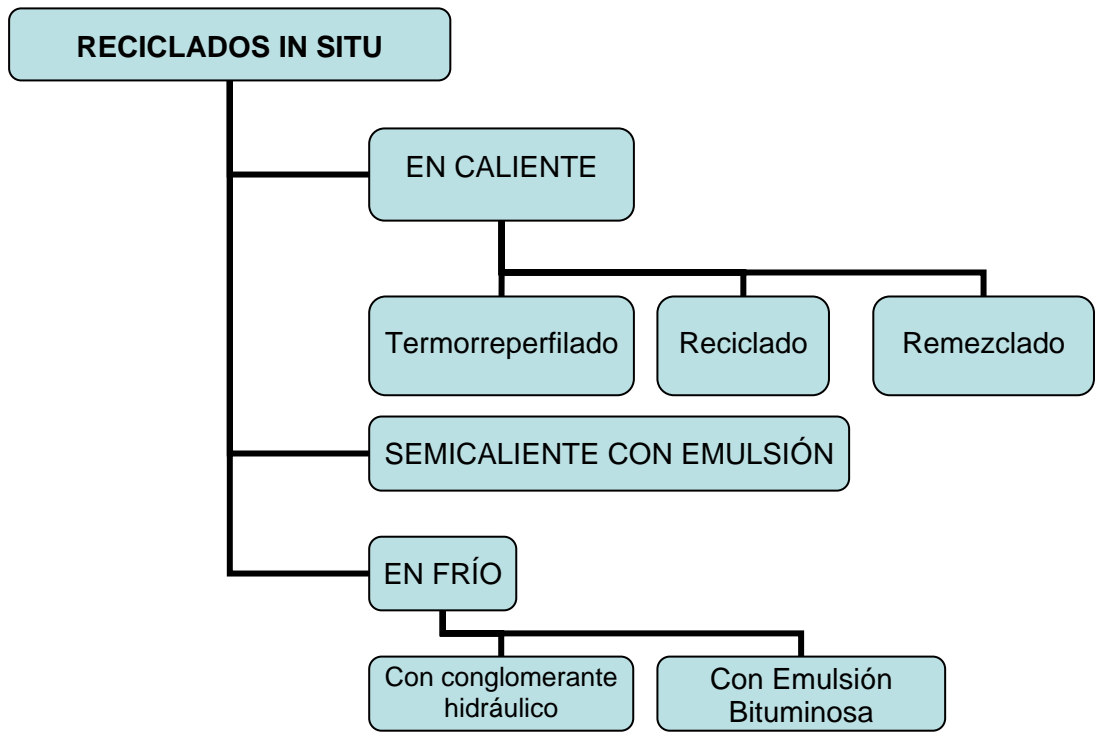 RECICLADOS IN SITU
EN CALIENTE
Termorreperfilado
Reciclado
Remezclado
SEMICALIENTE CON EMULSIÓN
EN FRÍO
Con conglomerante
hidráulico
Con Emulsión
Bituminosa